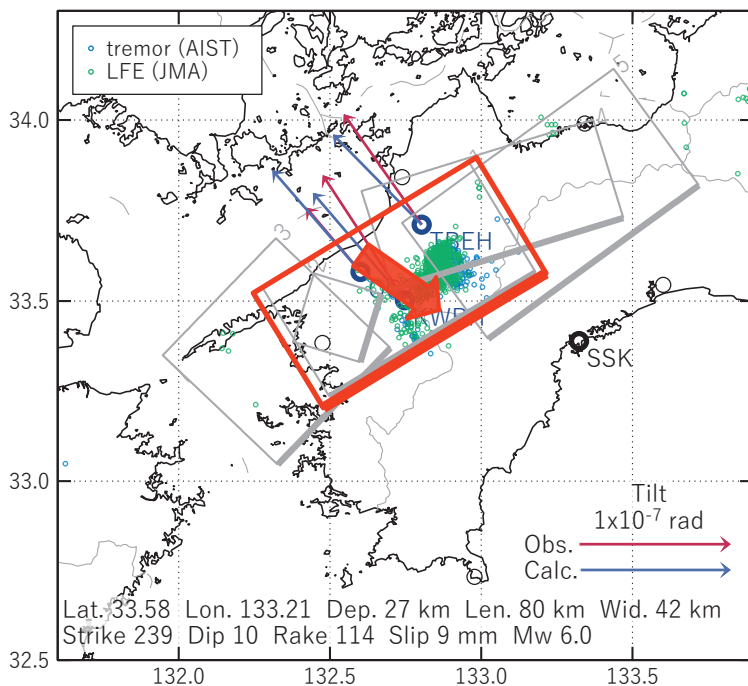 tremor (AIST)
LFE (JMA)
34.0
33.5
33.0
32.5
5
3
TBEH
SSK
Tilt
1x10-7 rad
Obs.
Calc.
Lat. 33.58 Lon. 133.21 Dep. 27 km Len. 80 km Wid. 42 km
Strike 239 Dip 10 Rake 114 Slip 9 mm Mw 6.0
132.0 132.5 133.0 133.5